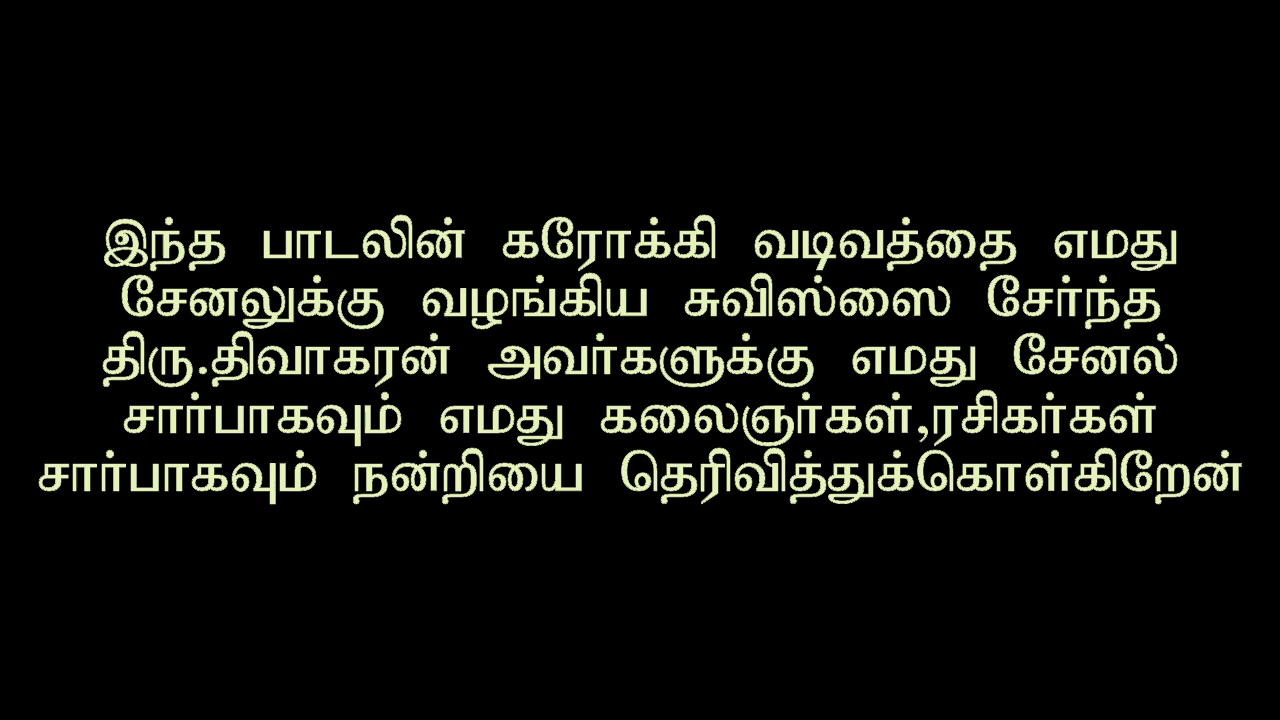 இந்த பாடலின் கரோக்கி வடிவத்தை எமது
சேனலுக்கு வழங்கிய சுவிஸ்ஸை சேர்ந்த
திரு.திவாகரன் அவர்களுக்கு எமது சேனல்
சார்பாகவும் எமது கலைஞர்கள்,ரசிகர்கள்
சார்பாகவும் நன்றியை தெரிவித்துக்கொள்கிறேன்